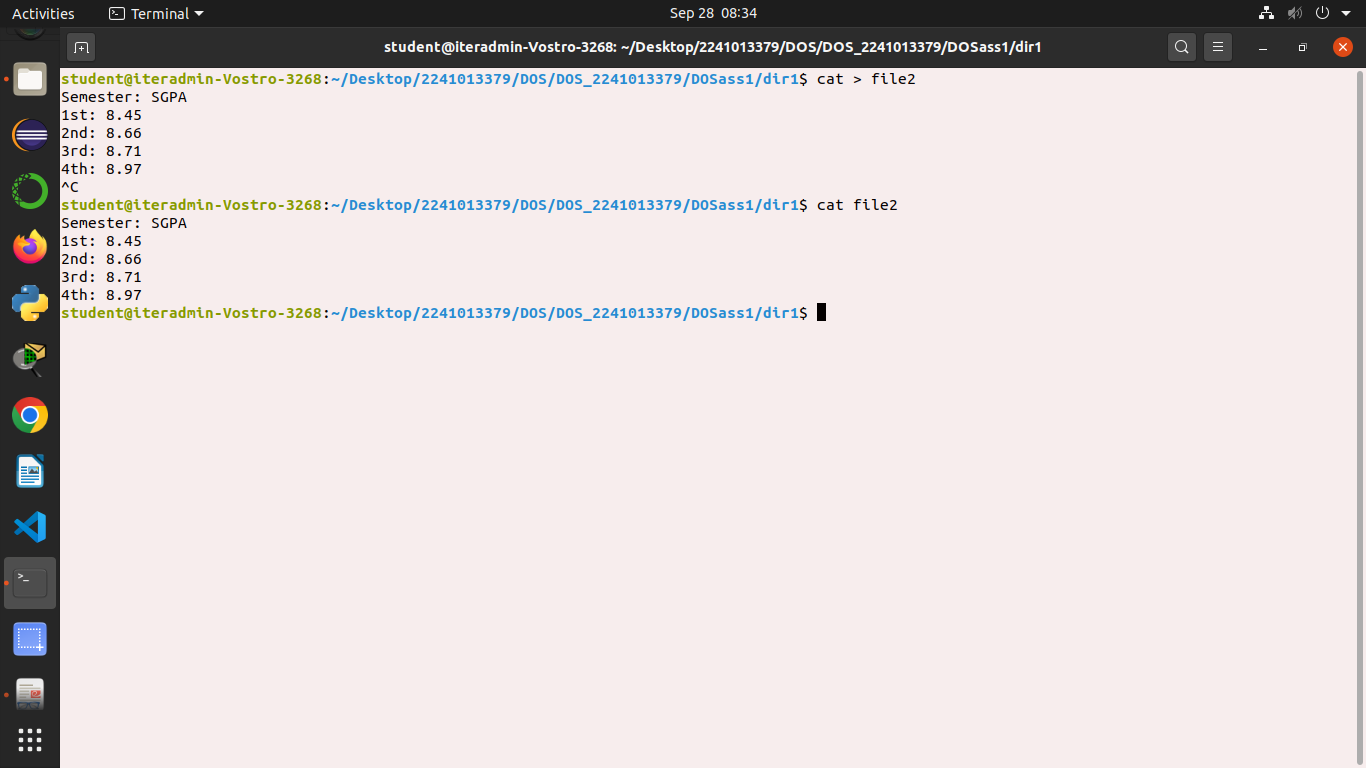 Activities Terminal Sep 28 08:34
student@iteradmin-Vostro-3268: ~/Desktop/2241013379/DOS/DOS_2241013379/DOSass1/dir1
student@iteradmin-Vostro-3268:~/Desktop/2241013379/DOS/DOS_2241013379/DOSass1/dir1$ cat > file2
Semester: SGPA
1st: 8.45
2nd: 8.66
3rd: 8.71
4th: 8.97
^C
student@iteradmin-Vostro-3268:~/Desktop/2241013379/DOS/DOS_2241013379/DOSass1/dir1$ cat file2
Semester: SGPA
1st: 8.45
2nd: 8.66
3rd: 8.71
4th: 8.97
student@iteradmin-Vostro-3268:~/Desktop/2241013379/DOS/DOS_2241013379/DOSass1/dir1$